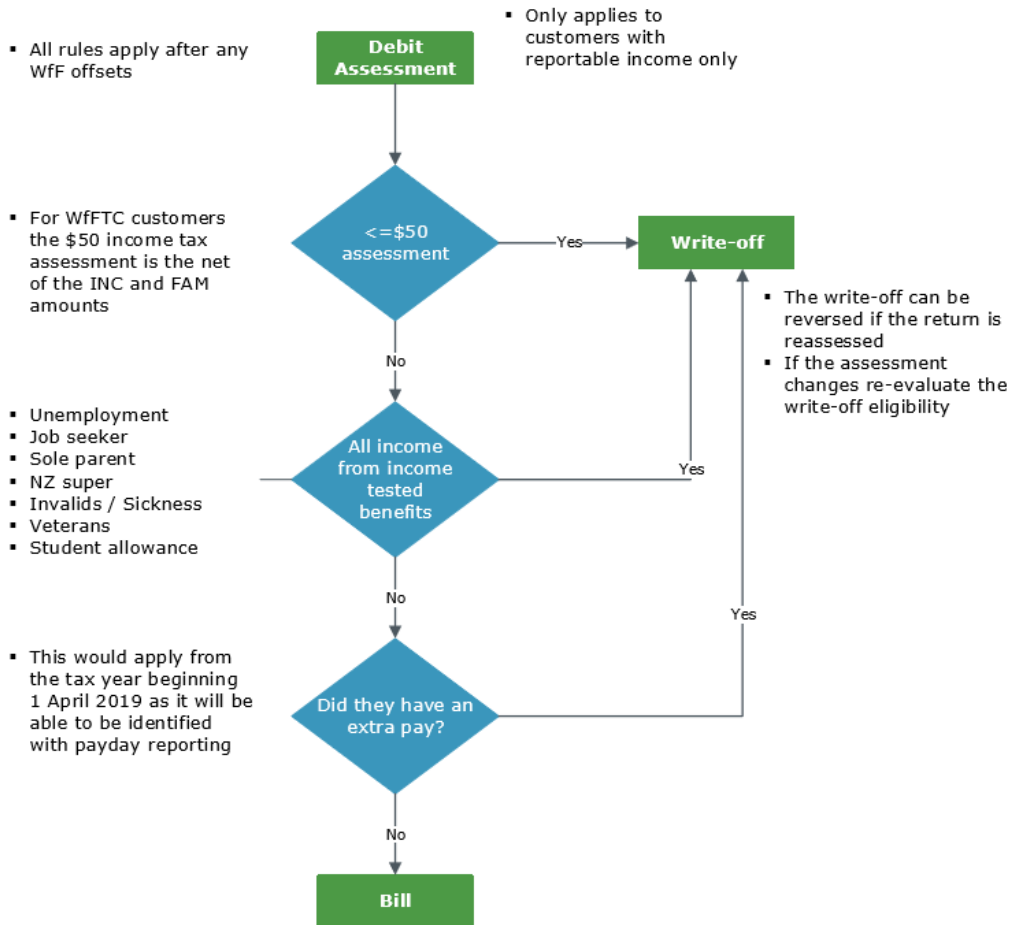 ▪ All rules apply after any
WfF offsets
Debit
Assessment
▪ Only applies to
customers with
reportable income only
▪ For WfFTC customers
the $50 income tax
assessment is the net
of the INC and FAM
amounts
<=$50
assessment
Yes
Write-off
▪ The write-off can be
reversed if the return is
reassessed
▪ If the assessment
changes re-evaluate the
write-off eligibility
No
▪ Unemployment
▪ Job seeker
▪ Sole parent
▪ NZ super
▪ Invalids / Sickness
▪ Veterans
▪ Student allowance
All income
from income
tested
benefits
Yes
No
▪ This would apply from
the tax year beginning
1 April 2019 as it will be
able to be identified
with payday reporting
Did they have an
extra pay?
Yes
No
Bill